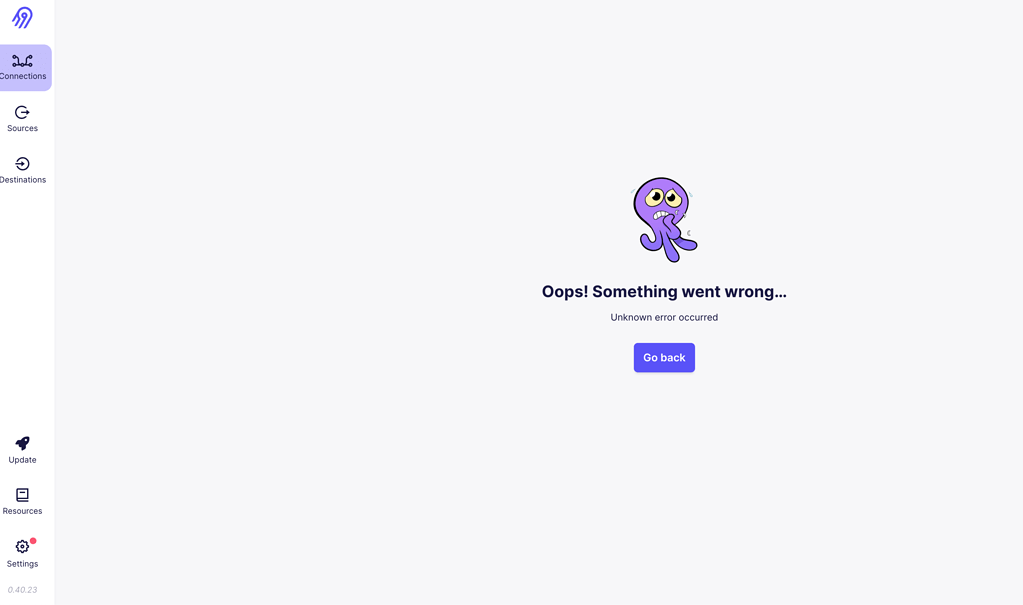 Connections
Sources
Destinations
Oops! Something went wrong...
Unknown error occurred
Go back
Update
Resources
Settings
0.40.23